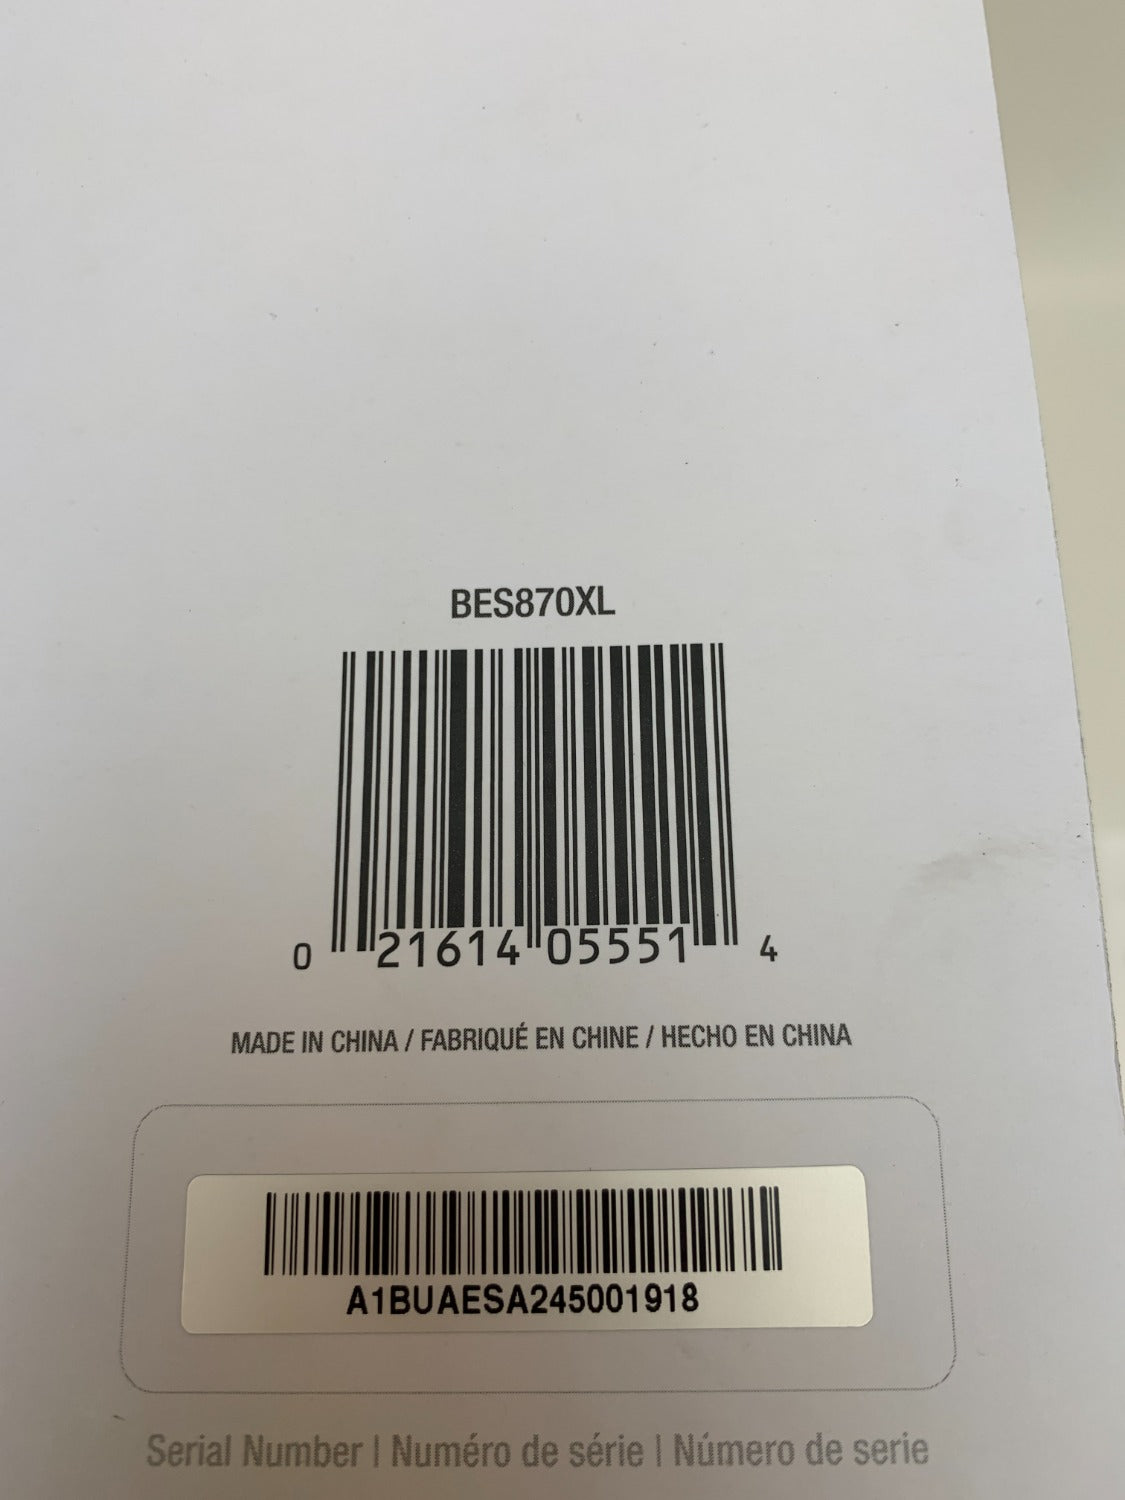 BES870XL
0 21614 05551 4
MADE IN CHINA / FABRIQUÉ EN CHINE / HECHO EN CHINA
A1BUAESA245001918
Serial Number | Numéro de série | Número de serie